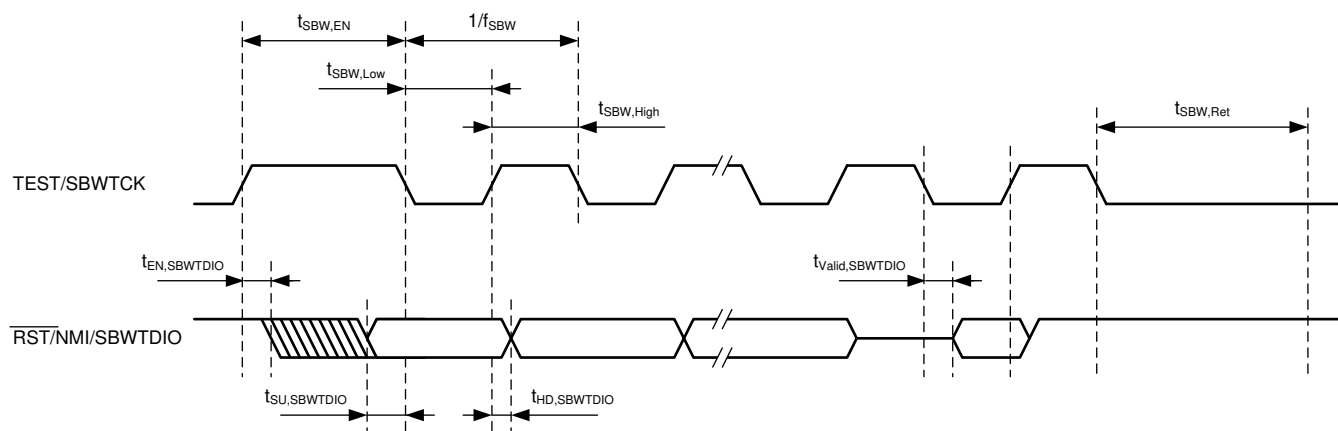 tSBW,EN
1/fSBW
tSBW,Low
tSBW,High
tSBW,Ret
TEST/SBWTCK
tEN,SBWTDIO
tValid,SBWTDIO
RST/NMI/SBWTDIO
tSU,SBWTDIO
tHD,SBWTDIO